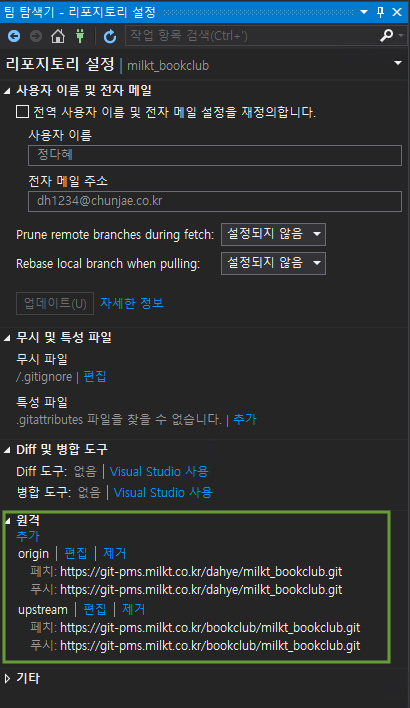 팀 탐색기 - 리포지토리 설정
작업 항목 검색(Ctrl+')
리포지토리 설정 | milkt_bookclub
사용자 이름 및 전자 메일
전역 사용자 이름 및 전자 메일 설정을 재정의합니다.
사용자 이름
정다혜
전자 메일 주소
dh1234@chunjae.co.kr
Prune remote branches during fetch: 설정되지 않음
Rebase local branch when pulling: 설정되지 않음
업데이트(U) 자세한 정보
무시 및 특성 파일
무시 파일
/.gitignore | 편집
특성 파일
.gitattributes 파일을 찾을 수 없습니다. | 추가
Diff 및 병합 도구
Diff 도구: 없음 | Visual Studio 사용
병합 도구: 없음 | Visual Studio 사용
원격
추가
origin | 편집 | 제거
페치: https://git-pms.milkt.co.kr/dahye/milkt_bookclub.git
푸시: https://git-pms.milkt.co.kr/dahye/milkt_bookclub.git
upstream | 편집 | 제거
페치: https://git-pms.milkt.co.kr/bookclub/milkt_bookclub.git
푸시: https://git-pms.milkt.co.kr/bookclub/milkt_bookclub.git
기타